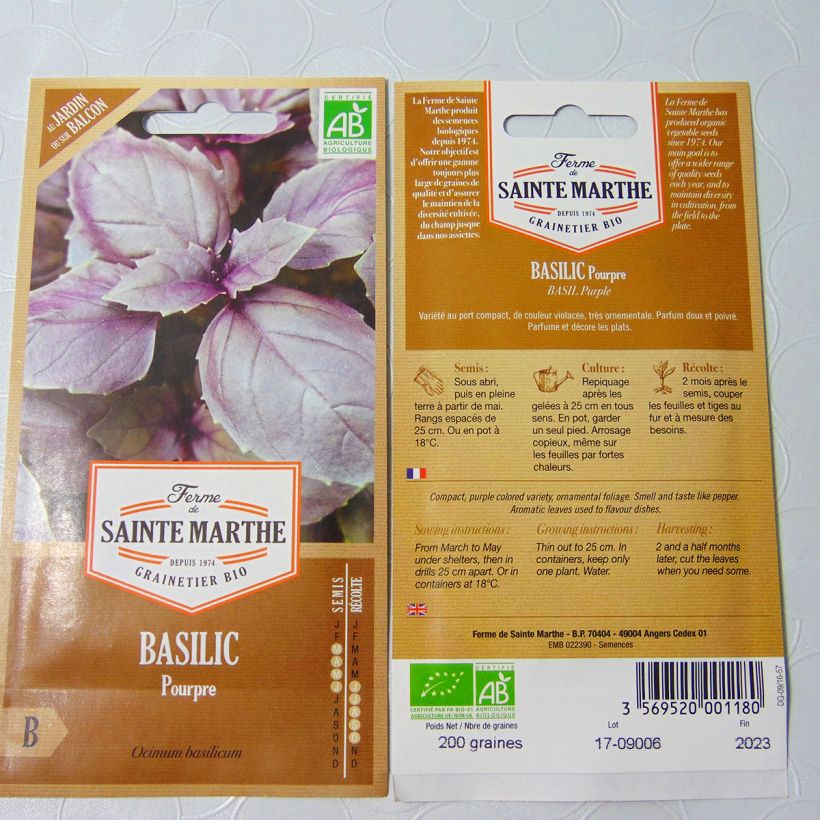 AU JARDIN
OU SUR BALCON
CERTIFIÉ
AB
AGRICULTURE
BIOLOGIQUE
Ferme
de
SAINTE MARTHE
DEPUIS 1974
GRAINETIER BIO
BASILIC
Pourpre
B
Ocimum basilicum
SEMIS
J F M A M J J A S O N D
RÉCOLTE
J F M A M J J A S O N D
La Ferme de Sainte
Marthe produit
des semences
biologiques
depuis 1974.
Notre objectif est
d'offrir une gamme
toujours plus
large de graines de
qualité et d'assurer
le maintien de la
diversité cultivée,
du champ jusque
dans nos assiettes.
Ferme
de
SAINTE MARTHE
DEPUIS 1974
GRAINETIER BIO
La Ferme de
Sainte Marthe has
produced organic
vegetable seeds
since 1974. Our
main goal is to
offer a wider range
of quality seeds
each year, and to
maintain diversity
in cultivation, from
the field to the
plate.
BASILIC Pourpre
BASIL Purple
Variété au port compact, de couleur violacée, très ornementale. Parfum doux et poivré.
Parfume et décore les plats.
Semis :
Sous abri,
puis en pleine
terre à partir de mai.
Rangs espacés de
25 cm. Ou en pot à
18°C.
Culture :
Repiquage
après les
gelées à 25 cm en tous
sens. En pot, garder
un seul pied. Arrosage
copieux, même sur
les feuilles par fortes
chaleurs.
Récolte :
2 mois après le
semis, couper
les feuilles et tiges au
fur et à mesure des
besoins.
Compact, purple colored variety, ornamental foliage. Smell and taste like pepper.
Aromatic leaves used to flavour dishes.
Sowing instructions :
From March to May
under shelters, then in
drills 25 cm apart. Or in
containers at 18°C.
Growing instructions :
Thin out to 25 cm. In
containers, keep only
one plant. Water.
Harvesting :
2 and a half months
later, cut the leaves
when you need some.
Ferme de Sainte Marthe - B.P. 70404 - 49004 Angers Cedex 01
EMB 022390 - Semences
CERTIFIÉ PAR FR-BIO-01
AGRICULTURE UE/NON UE
CERTIFIÉ
AB
AGRICULTURE
BIOLOGIQUE
3 569520 001180
DG-09/16-57
Poids Net / Nbre de graines
200 graines
Lot
17-09006
Fin
2023